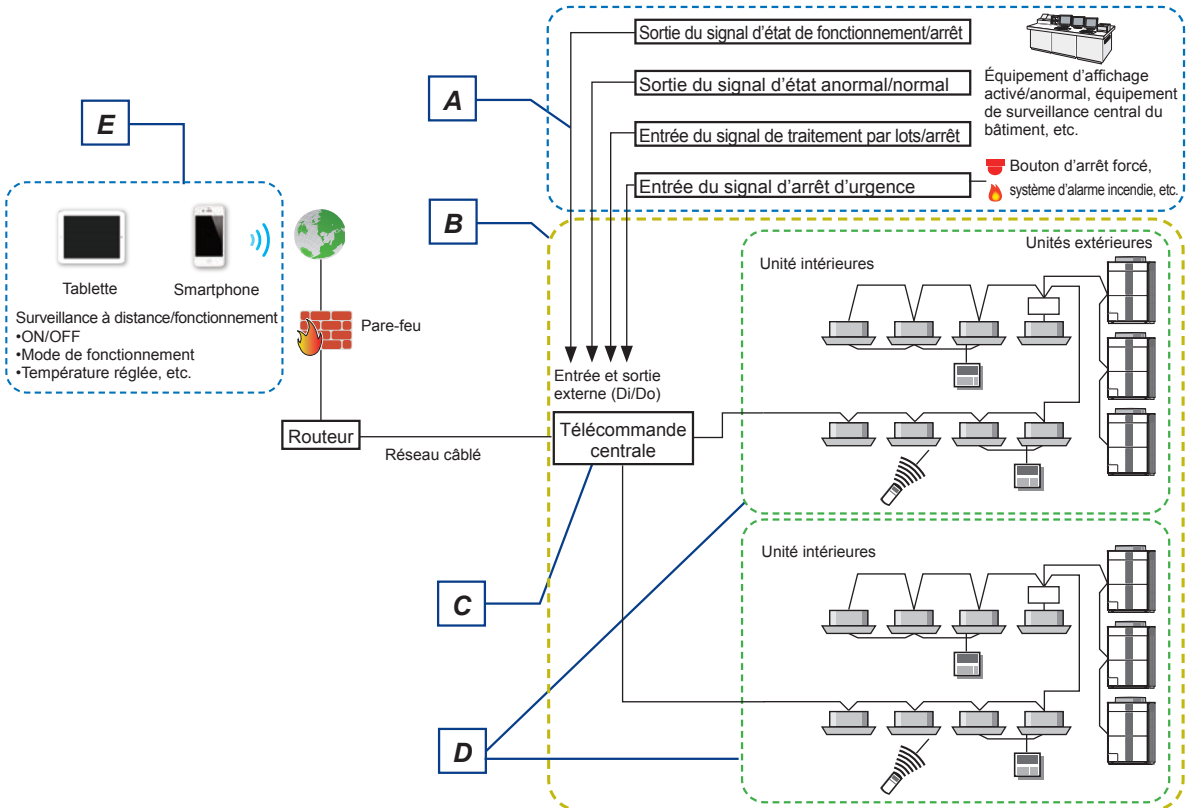 Sortie du signal d'état de fonctionnement/arrêt
Sortie du signal d'état anormal/normal
Entrée du signal de traitement par lots/arrêt
Entrée du signal d'arrêt d'urgence
Équipement d'affichage
activé/anormal, équipement
de surveillance central du
bâtiment, etc.
Bouton d'arrêt forcé,
système d'alarme incendie, etc.
A
E
B
Tablette
Smartphone
Surveillance à distance/fonctionnement
•ON/OFF
•Mode de fonctionnement
•Température réglée, etc.
Pare-feu
Routeur
Réseau câblé
Entrée et sortie
externe (Di/Do)
Télécommande
centrale
Unités extérieures
Unité intérieures
C
D
Unité intérieures